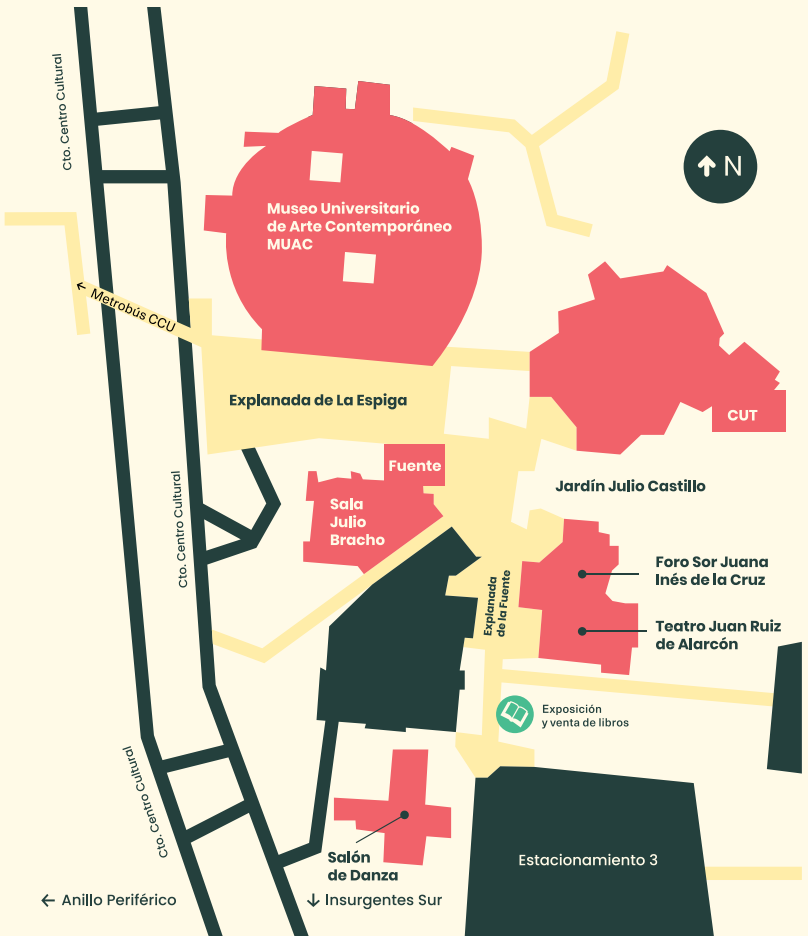 Cto. Centro Cultural
N
Museo Universitario
de Arte Contemporáneo
MUAC
← Metrobús CCU
Explanada de La Espiga
CUT
Fuente
Jardín Julio Castillo
Sala
Julio
Bracho
Cto. Centro Cultural
Foro Sor Juana
Inés de la Cruz
Explanada
de la Fuente
Teatro Juan Ruiz
de Alarcón
Exposición
y venta de libros
Cto. Centro Cultural
Salón
de Danza
Estacionamiento 3
← Anillo Periférico
↓ Insurgentes Sur